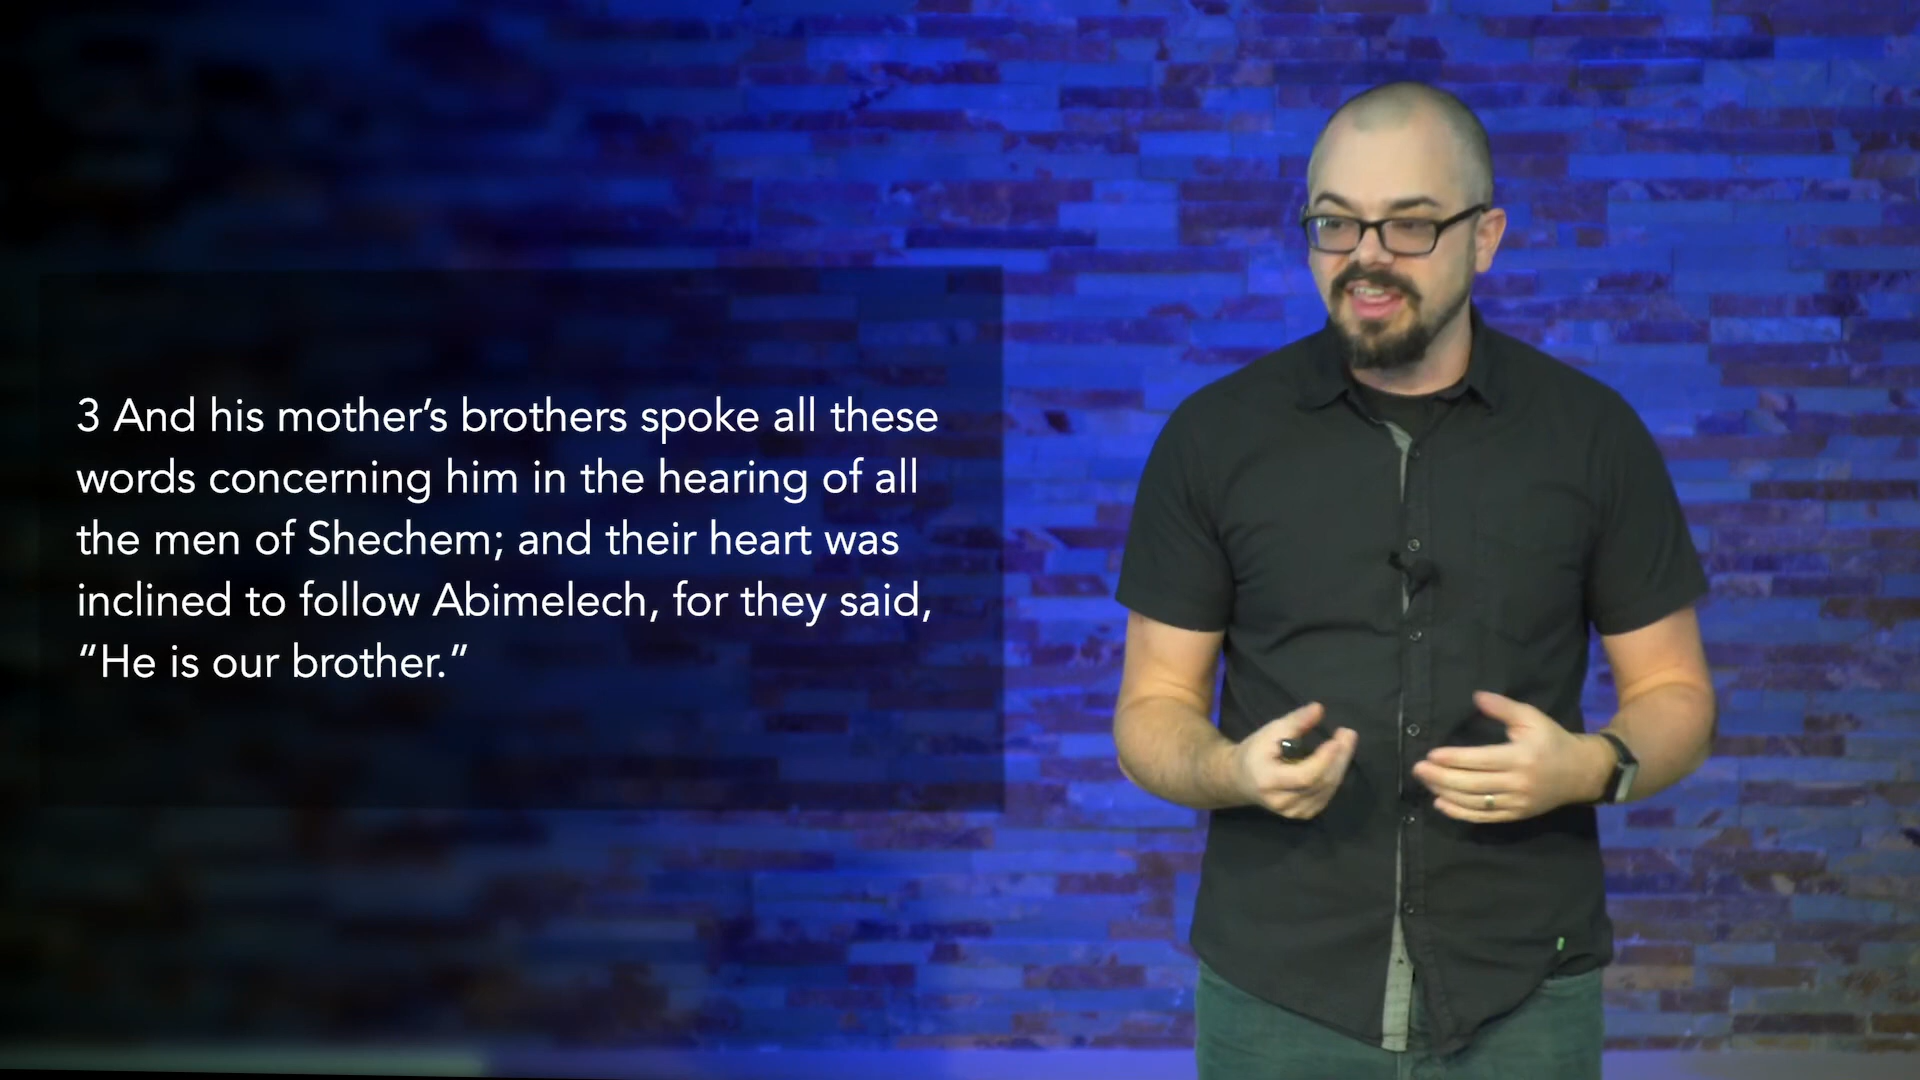 3 And his mother’s brothers spoke all these
words concerning him in the hearing of all
the men of Shechem; and their heart was
inclined to follow Abimelech, for they said,
“He is our brother.”